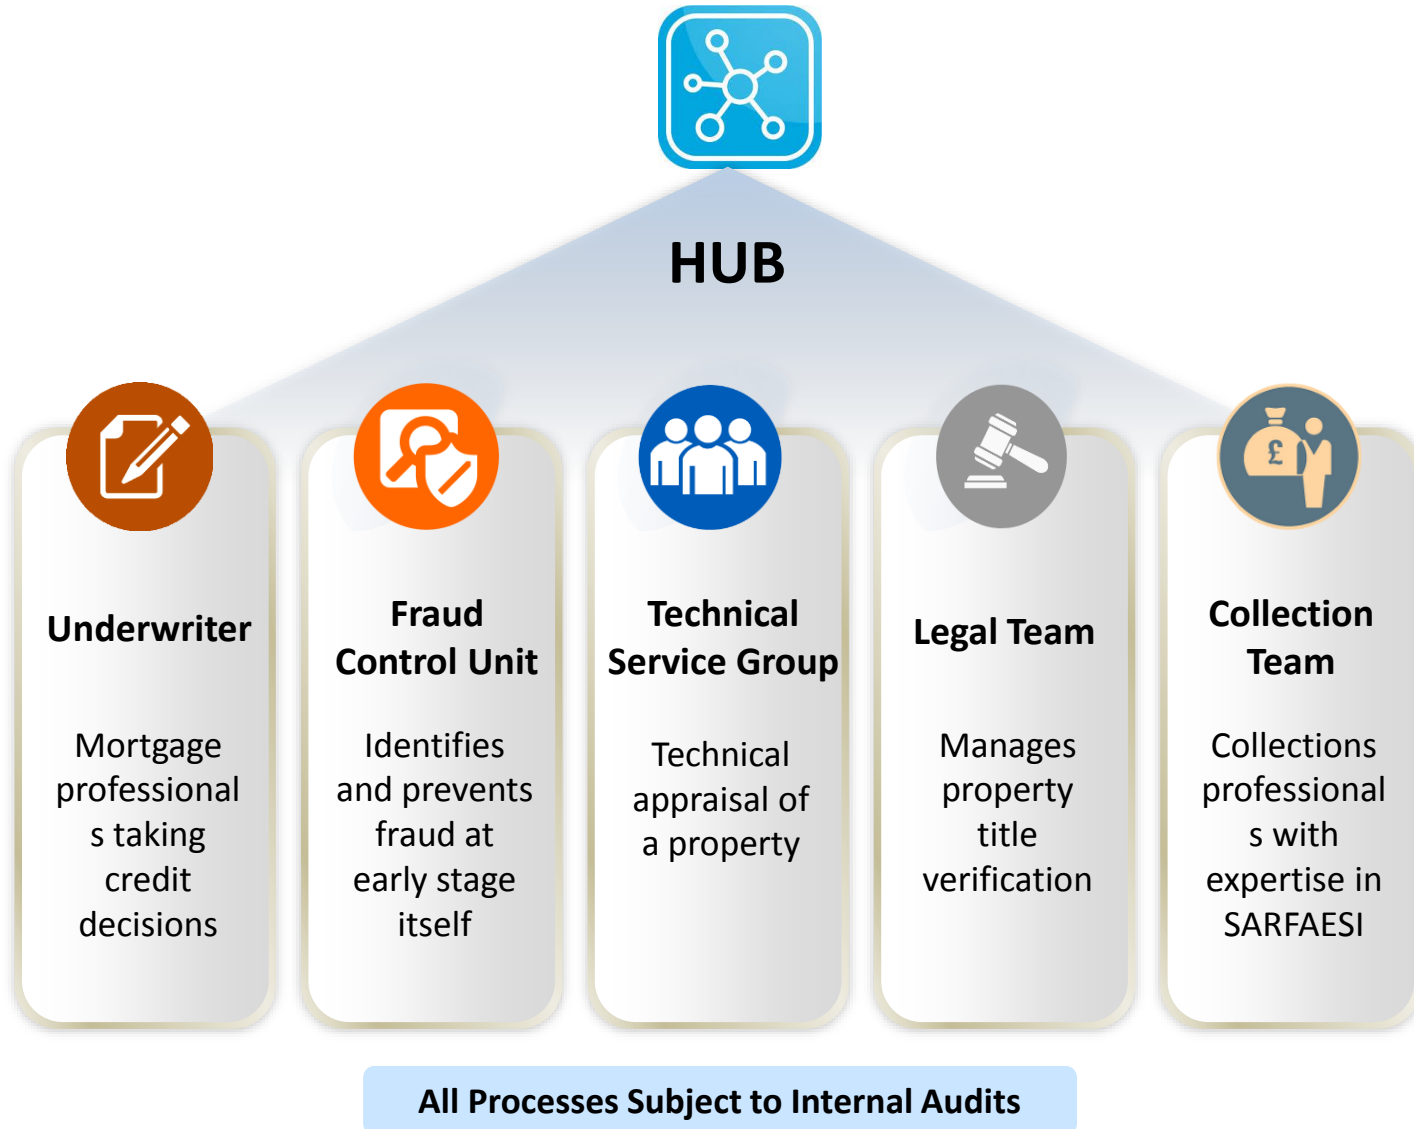 HUB
Underwriter
Mortgage
professional
s taking
credit
decisions
Fraud
Control Unit
Identifies
and prevents
fraud at
early stage
itself
Technical
Service Group
Technical
appraisal of
a property
Legal Team
Manages
property
title
verification
£
Collection
Team
Collections
professional
s with
expertise in
SARFAESI
All Processes Subject to Internal Audits